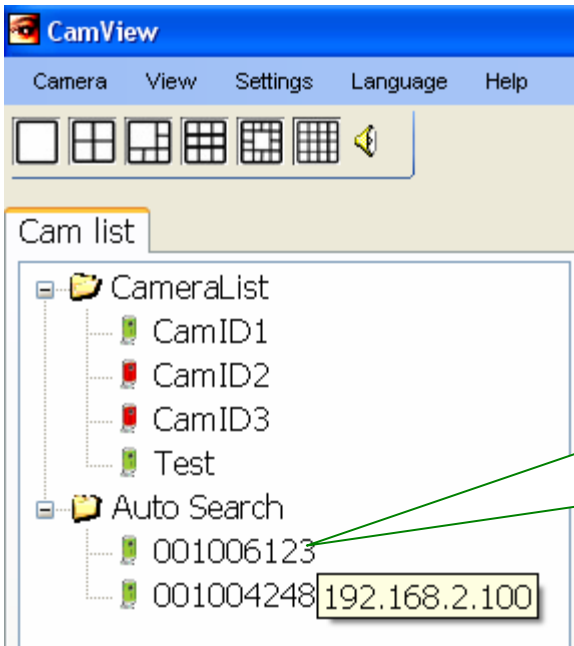 CamView
Camera View Settings Language Help
Cam list
CameraList
CamID1
CamID2
CamID3
Test
Auto Search
001006123
001004248 192.168.2.100